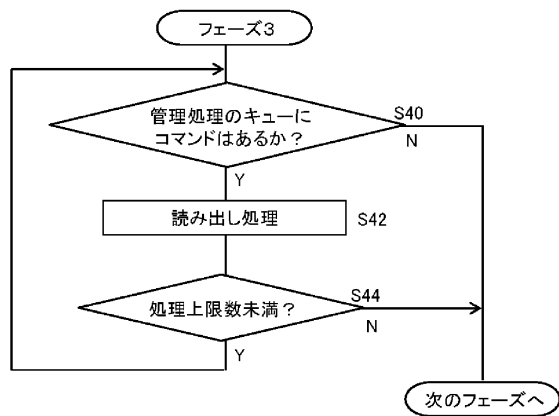 フェーズ3
管理処理のキューに
コマンドはあるか？
S40
N
Y
読み出し処理
S42
処理上限数未満？
S44
N
Y
次のフェーズへ